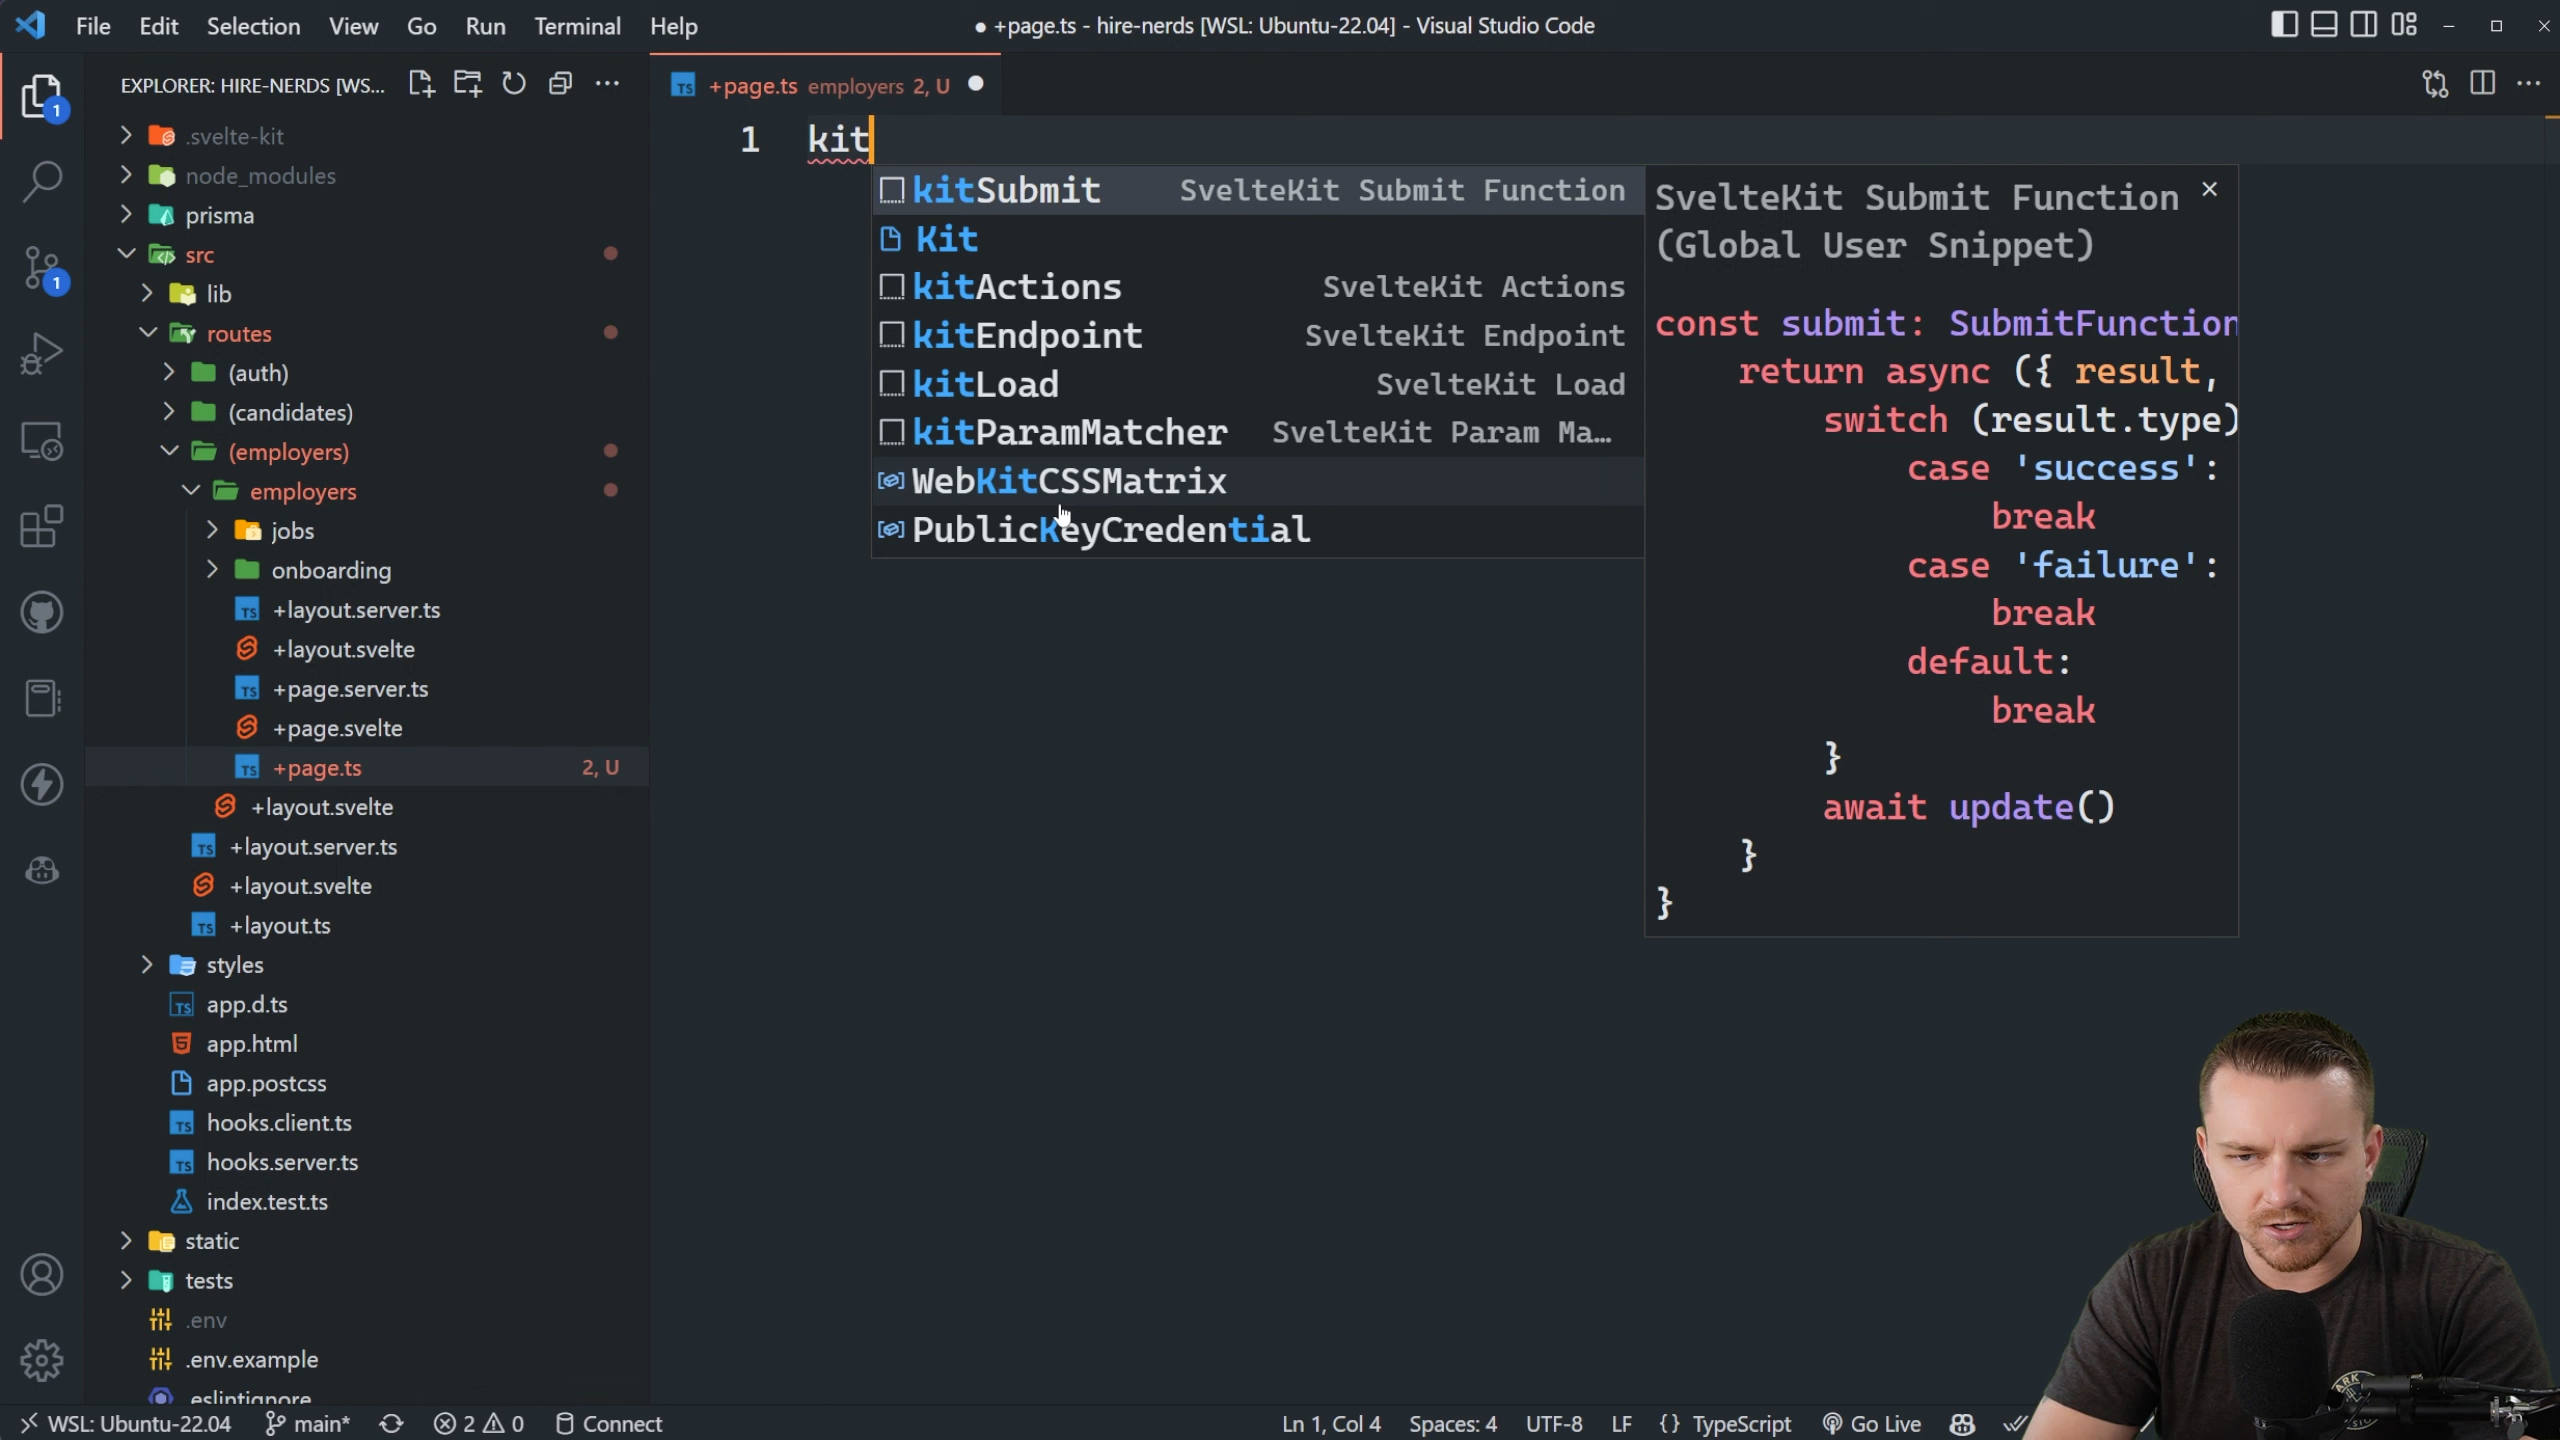 File Edit Selection View Go Run Terminal Help
● +page.ts - hire-nerds [WSL: Ubuntu-22.04] - Visual Studio Code
EXPLORER: HIRE-NERDS [WS...
1
.svelte-kit
node_modules
prisma
src
lib
routes
(auth)
(candidates)
(employers)
employers
jobs
onboarding
+layout.server.ts
+layout.svelte
+page.server.ts
+page.svelte
+page.ts 2, U
+layout.svelte
+layout.server.ts
+layout.svelte
+layout.ts
styles
app.d.ts
app.html
app.postcss
hooks.client.ts
hooks.server.ts
index.test.ts
static
tests
.env
.env.example
.eslintignore
1
+page.ts employers 2, U
1 kit
kitSubmit SvelteKit Submit Function
Kit
kitActions SvelteKit Actions
kitEndpoint SvelteKit Endpoint
kitLoad SvelteKit Load
kitParamMatcher SvelteKit Param Ma…
WebKitCSSMatrix
PublicKeyCredential
SvelteKit Submit Function
(Global User Snippet)
const submit: SubmitFunction
return async ({ result,
switch (result.type)
case 'success':
break
case 'failure':
break
default:
break
}
await update()
}
}
WSL: Ubuntu-22.04 main* 2 0 Connect
Ln 1, Col 4 Spaces: 4 UTF-8 LF {} TypeScript Go Live